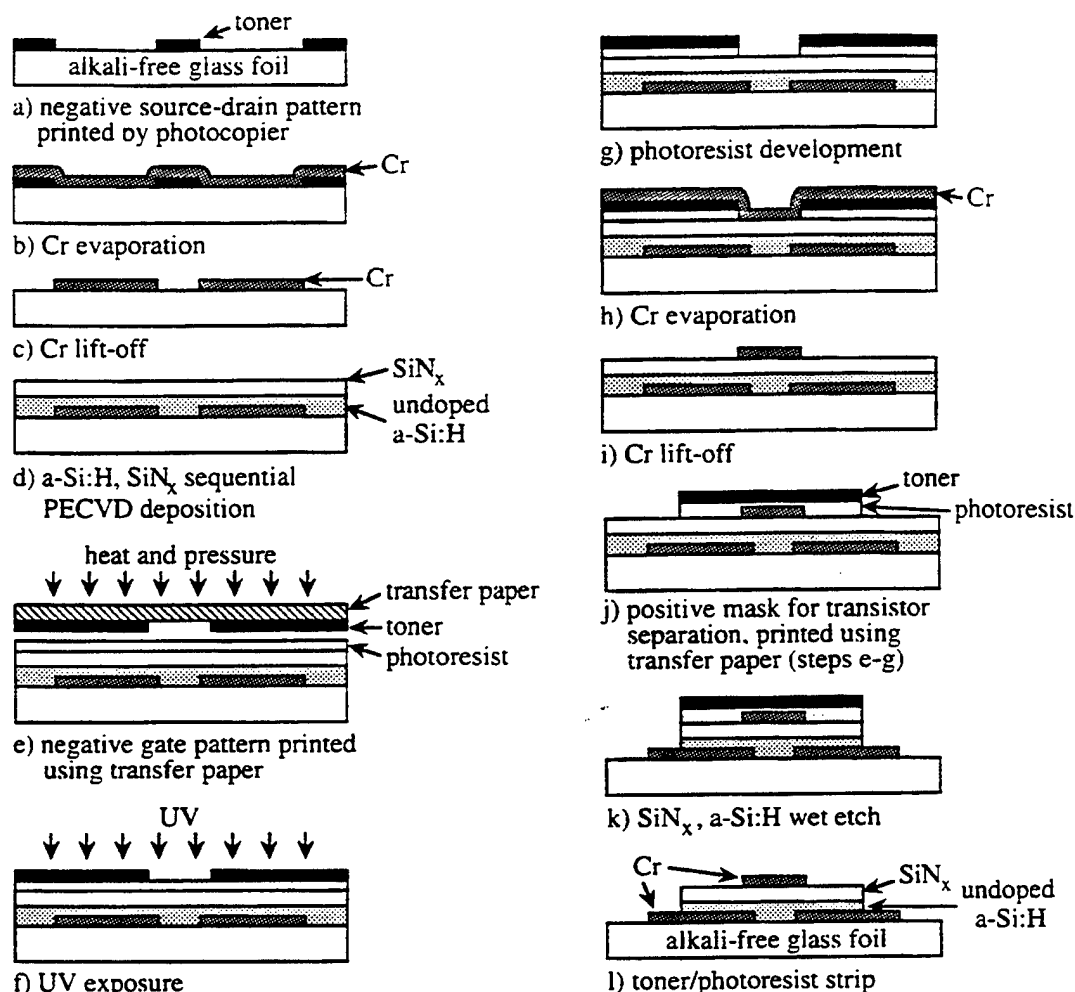 toner
alkali-free glass foil
a) negative source-drain pattern
printed by photocopier
Cr
b) Cr evaporation
Cr
c) Cr lift-off
SiNx
undoped
a-Si:H
d) a-Si:H, SiNx sequential
PECVD deposition
heat and pressure
transfer paper
toner
photoresist
e) negative gate pattern printed
using transfer paper
UV
f) UV exposure
g) photoresist development
Cr
h) Cr evaporation
i) Cr lift-off
toner
photoresist
j) positive mask for transistor
separation, printed using
transfer paper (steps e-g)
k) SiNx, a-Si:H wet etch
Cr
SiNx
undoped
a-Si:H
alkali-free glass foil
l) toner/photoresist strip